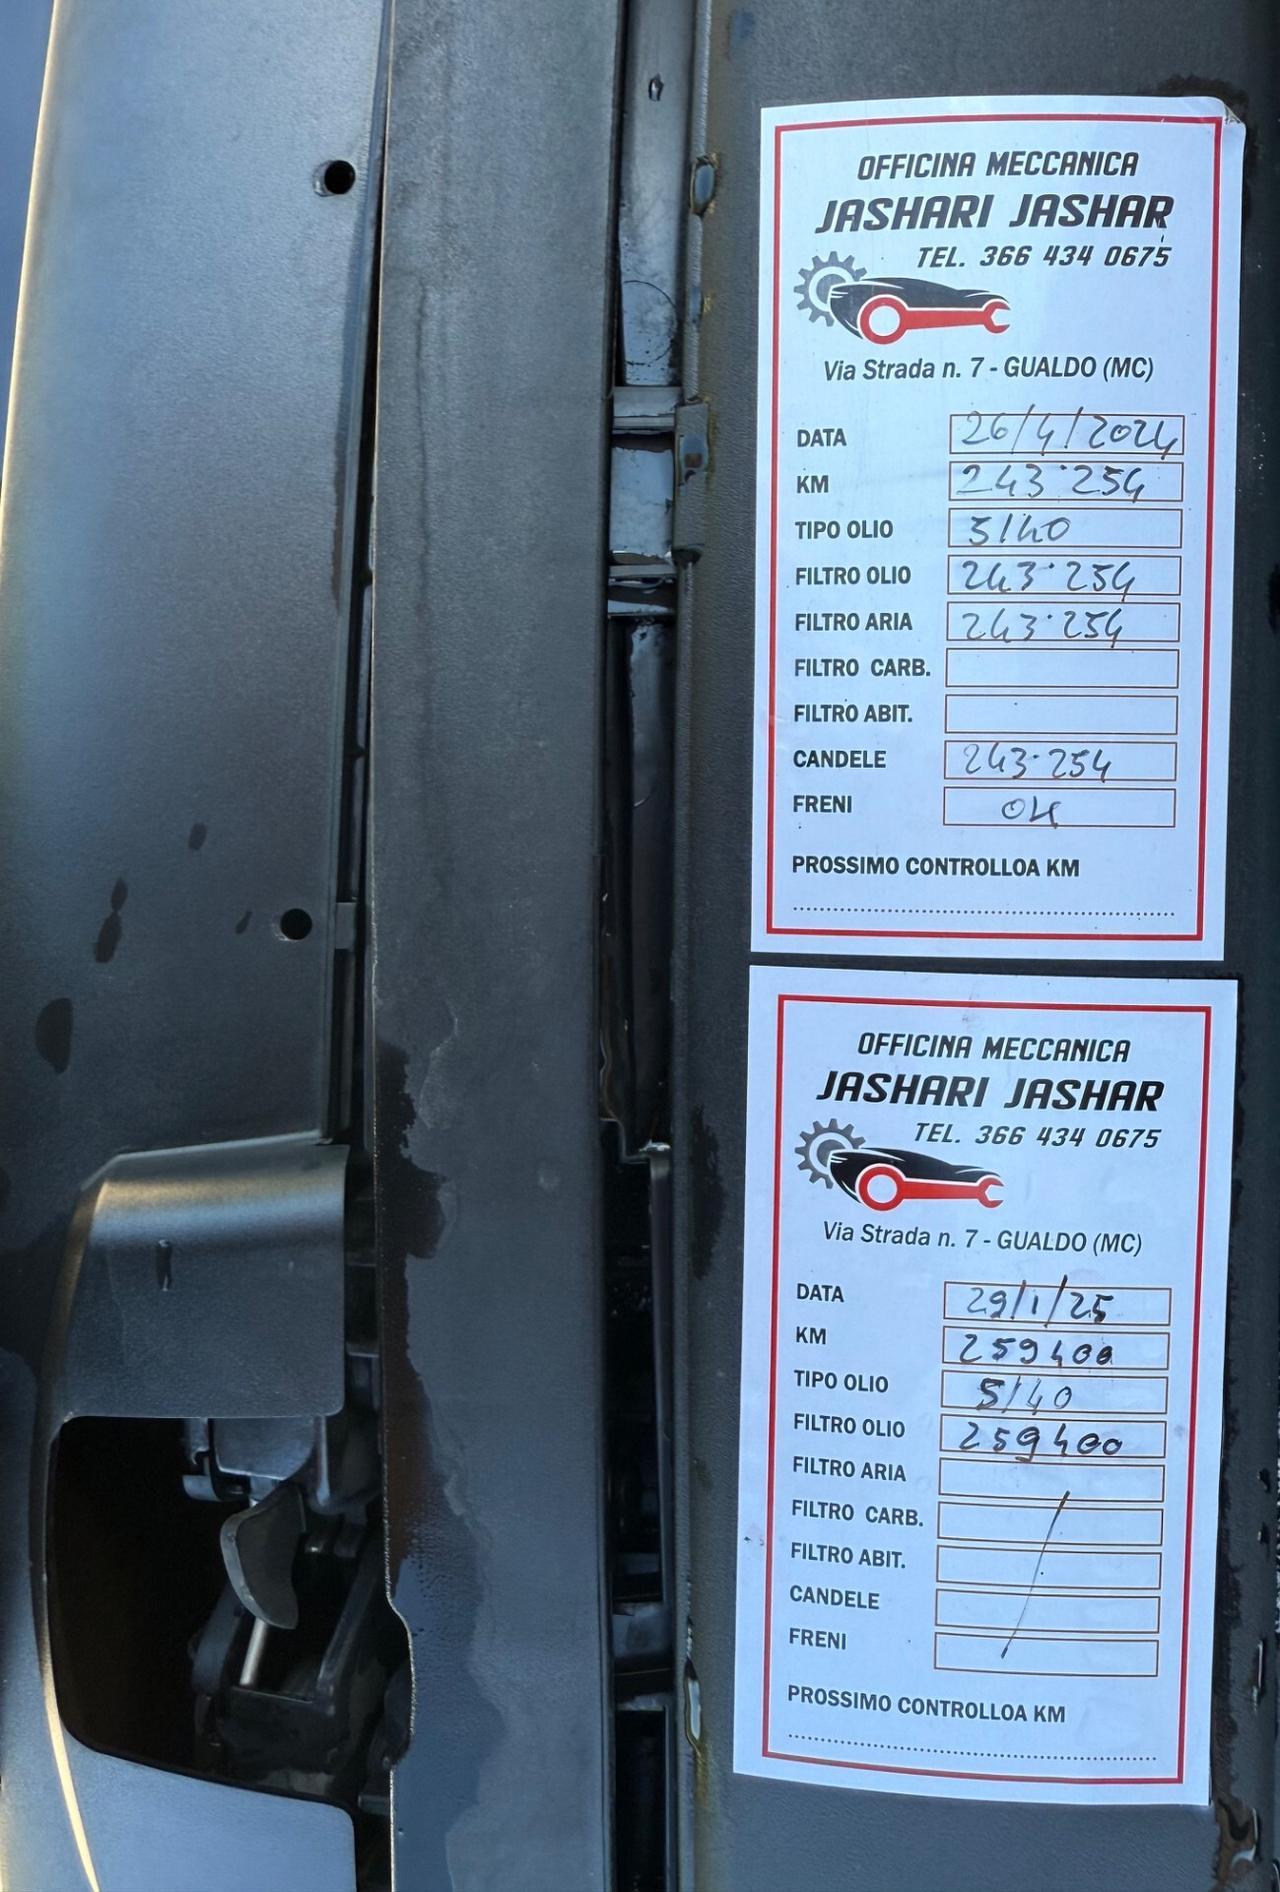 OFFICINA MECCANICA
JASHARI JASHAR
TEL. 366 434 0675
Via Strada n. 7 - GUALDO (MC)
DATA 26/4/2024
KM 243·254
TIPO OLIO 5/40
FILTRO OLIO 243·254
FILTRO ARIA 243·254
FILTRO CARB.
FILTRO ABIT.
CANDELE 243·254
FRENI OK
PROSSIMO CONTROLLOA KM
OFFICINA MECCANICA
JASHARI JASHAR
TEL. 366 434 0675
Via Strada n. 7 - GUALDO (MC)
DATA 29/1/25
KM 259400
TIPO OLIO 5/40
FILTRO OLIO 259400
FILTRO ARIA
FILTRO CARB.
FILTRO ABIT.
CANDELE
FRENI
PROSSIMO CONTROLLOA KM